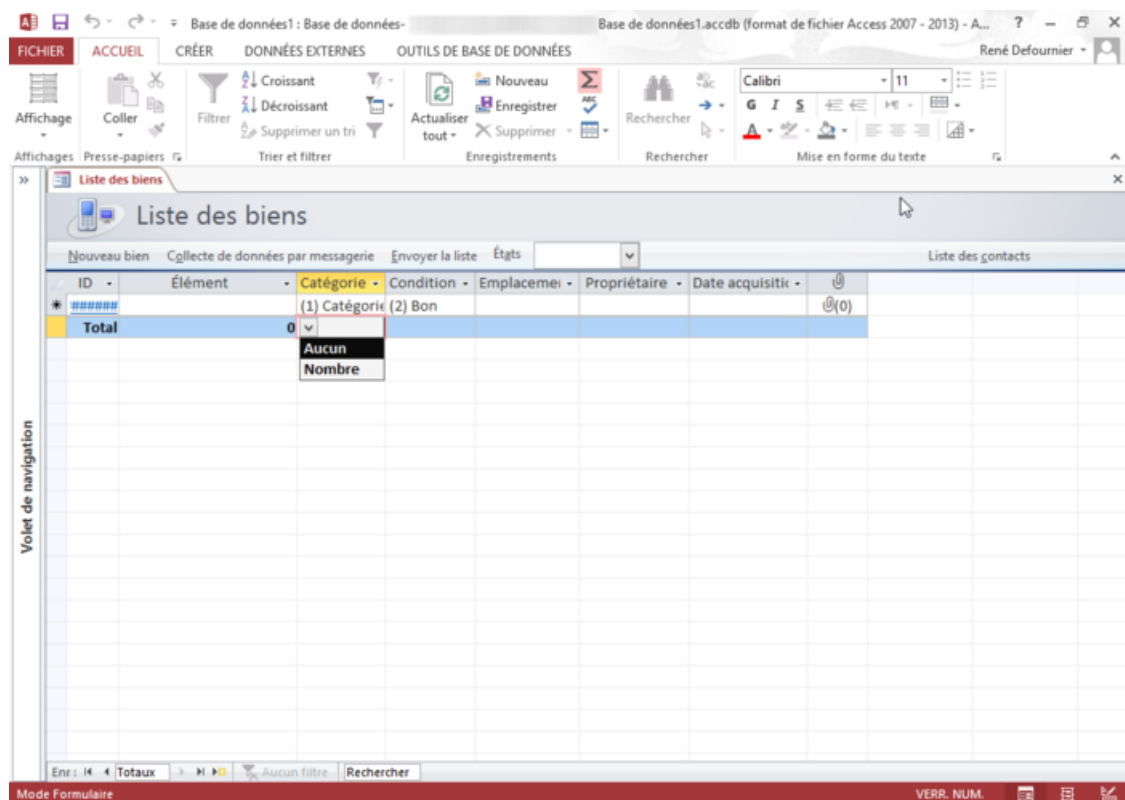 Base de données1 : Base de données- Base de données1.accdb (format de fichier Access 2007 - 2013) - A... ?
FICHIER ACCUEIL CRÉER DONNÉES EXTERNES OUTILS DE BASE DE DONNÉES René Defournier
Affichage
Coller
Filtrer
Croissant
Décroissant
Supprimer un tri
Actualiser tout
Nouveau
Enregistrer
Supprimer
Rechercher
Calibri 11
G I S
Affichages Presse-papiers Trier et filtrer Enregistrements Rechercher Mise en forme du texte
Liste des biens
Liste des biens
Nouveau bien Collecte de données par messagerie Envoyer la liste États Liste des contacts
ID Élément Catégorie Condition Emplacemei Propriétaire Date acquisitic
####### (1) Catégorie (2) Bon (0)
Total 0
Aucun
Nombre
Volet de navigation
Enr : Totaux Aucun filtre Rechercher
Mode Formulaire VERR. NUM.